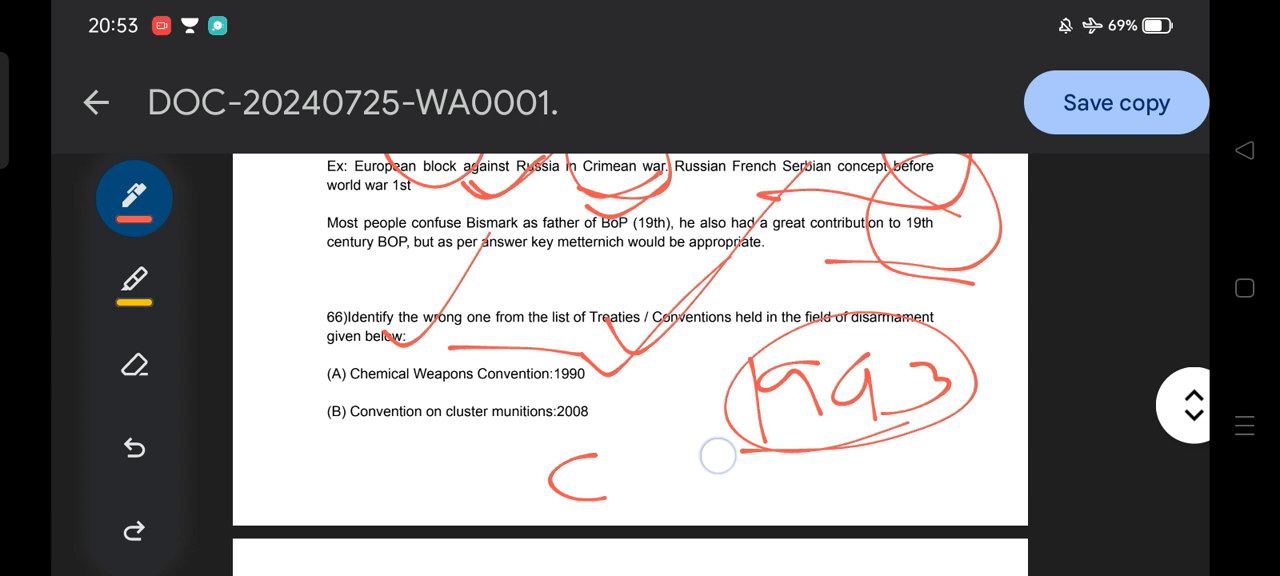 20:53
69%
DOC-20240725-WA0001.
Save copy
Ex: European block against Russia in Crimean war. Russian French Serbian concept before
world war 1st
Most people confuse Bismark as father of BoP (19th), he also had a great contribution to 19th
century BOP, but as per answer key metternich would be appropriate.
66)Identify the wrong one from the list of Treaties / Conventions held in the field of disarmament
given below:
(A) Chemical Weapons Convention:1990
1993
(B) Convention on cluster munitions:2008
C